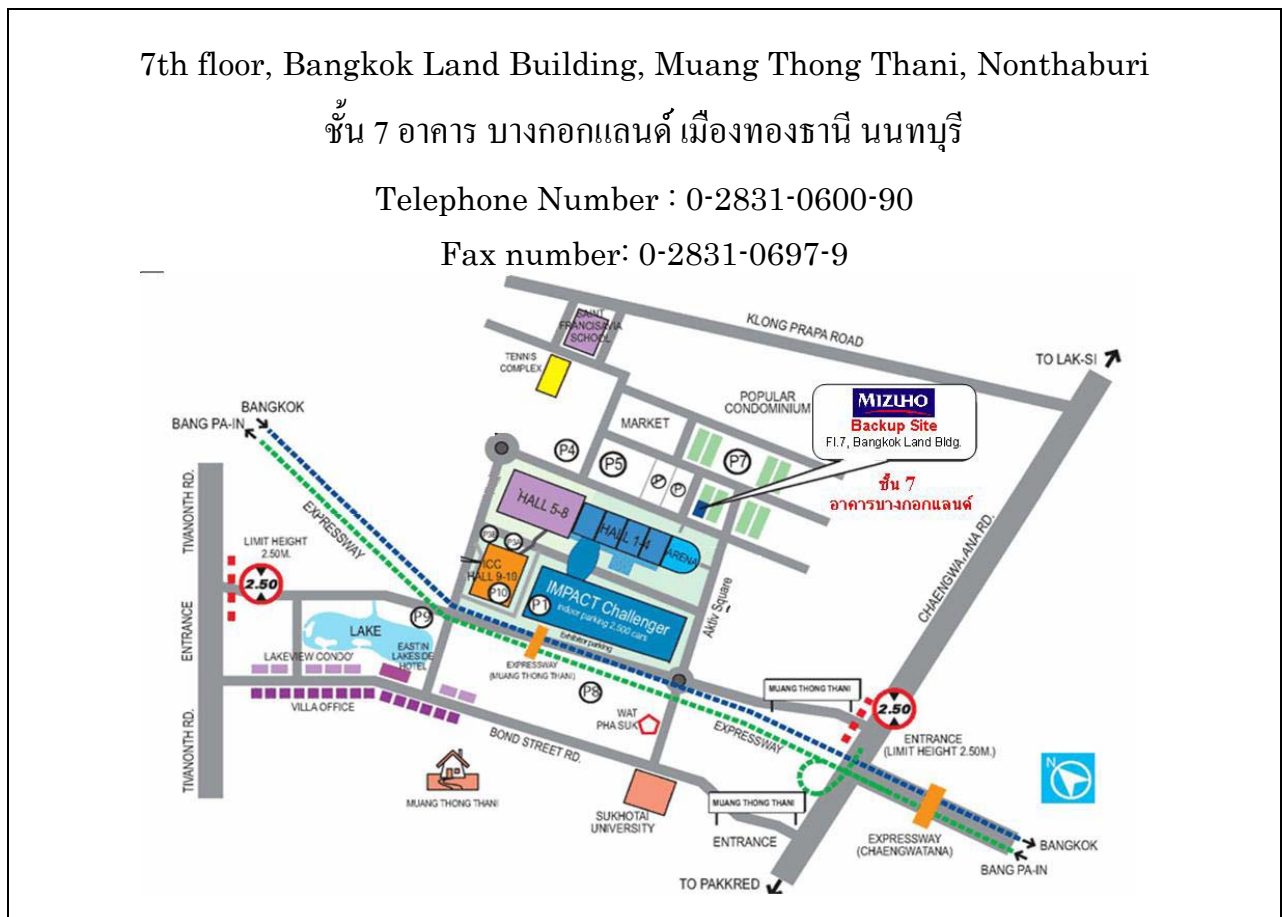 7th floor, Bangkok Land Building, Muang Thong Thani, Nonthaburi
ชั้น 7 อาคาร บางกอกแลนด์ เมืองทองธานี นนทบุรี
Telephone Number : 0-2831-0600-90
Fax number: 0-2831-0697-9
SAINT
FRANCISAVIA
SCHOOL
KLONG PRAPA ROAD
TO LAK-SI
TENNIS
COMPLEX
POPULAR
CONDOMINIUM
MIZUHO
Backup Site
Fl.7, Bangkok Land Bldg.
ชั้น 7
อาคารบางกอกแลนด์
BANGKOK
BANG PA-IN
MARKET
P4
P5
P7
P
P
TIVANONTH RD.
EXPRESSWAY
HALL 5-8
HALL 1-4
ARENA
CHAENGWATANA RD.
LIMIT HEIGHT
2.50M.
2.50
P3B
P3A
ICC
HALL 9-10
P10
P1
IMPACT Challenger
indoor parking 2,500 cars
Exhibitor parking
Aktiv Square
ENTRANCE
LAKE
P9
LAKEVIEW CONDO'
EASTIN
LAKESIDE
HOTEL
EXPRESSWAY
(MUANG THONG THANI)
P8
MUANG THONG THANI
2.50
VILLA OFFICE
WAT
PHA SUK
EXPRESSWAY
ENTRANCE
(LIMIT HEIGHT 2.50M.)
BOND STREET RD.
TIVANONTH RD.
N
MUANG THONG THANI
SUKHOTAI
UNIVERSITY
MUANG THONG THANI
ENTRANCE
EXPRESSWAY
(CHAENGWATANA)
BANGKOK
BANG PA-IN
TO PAKKRED